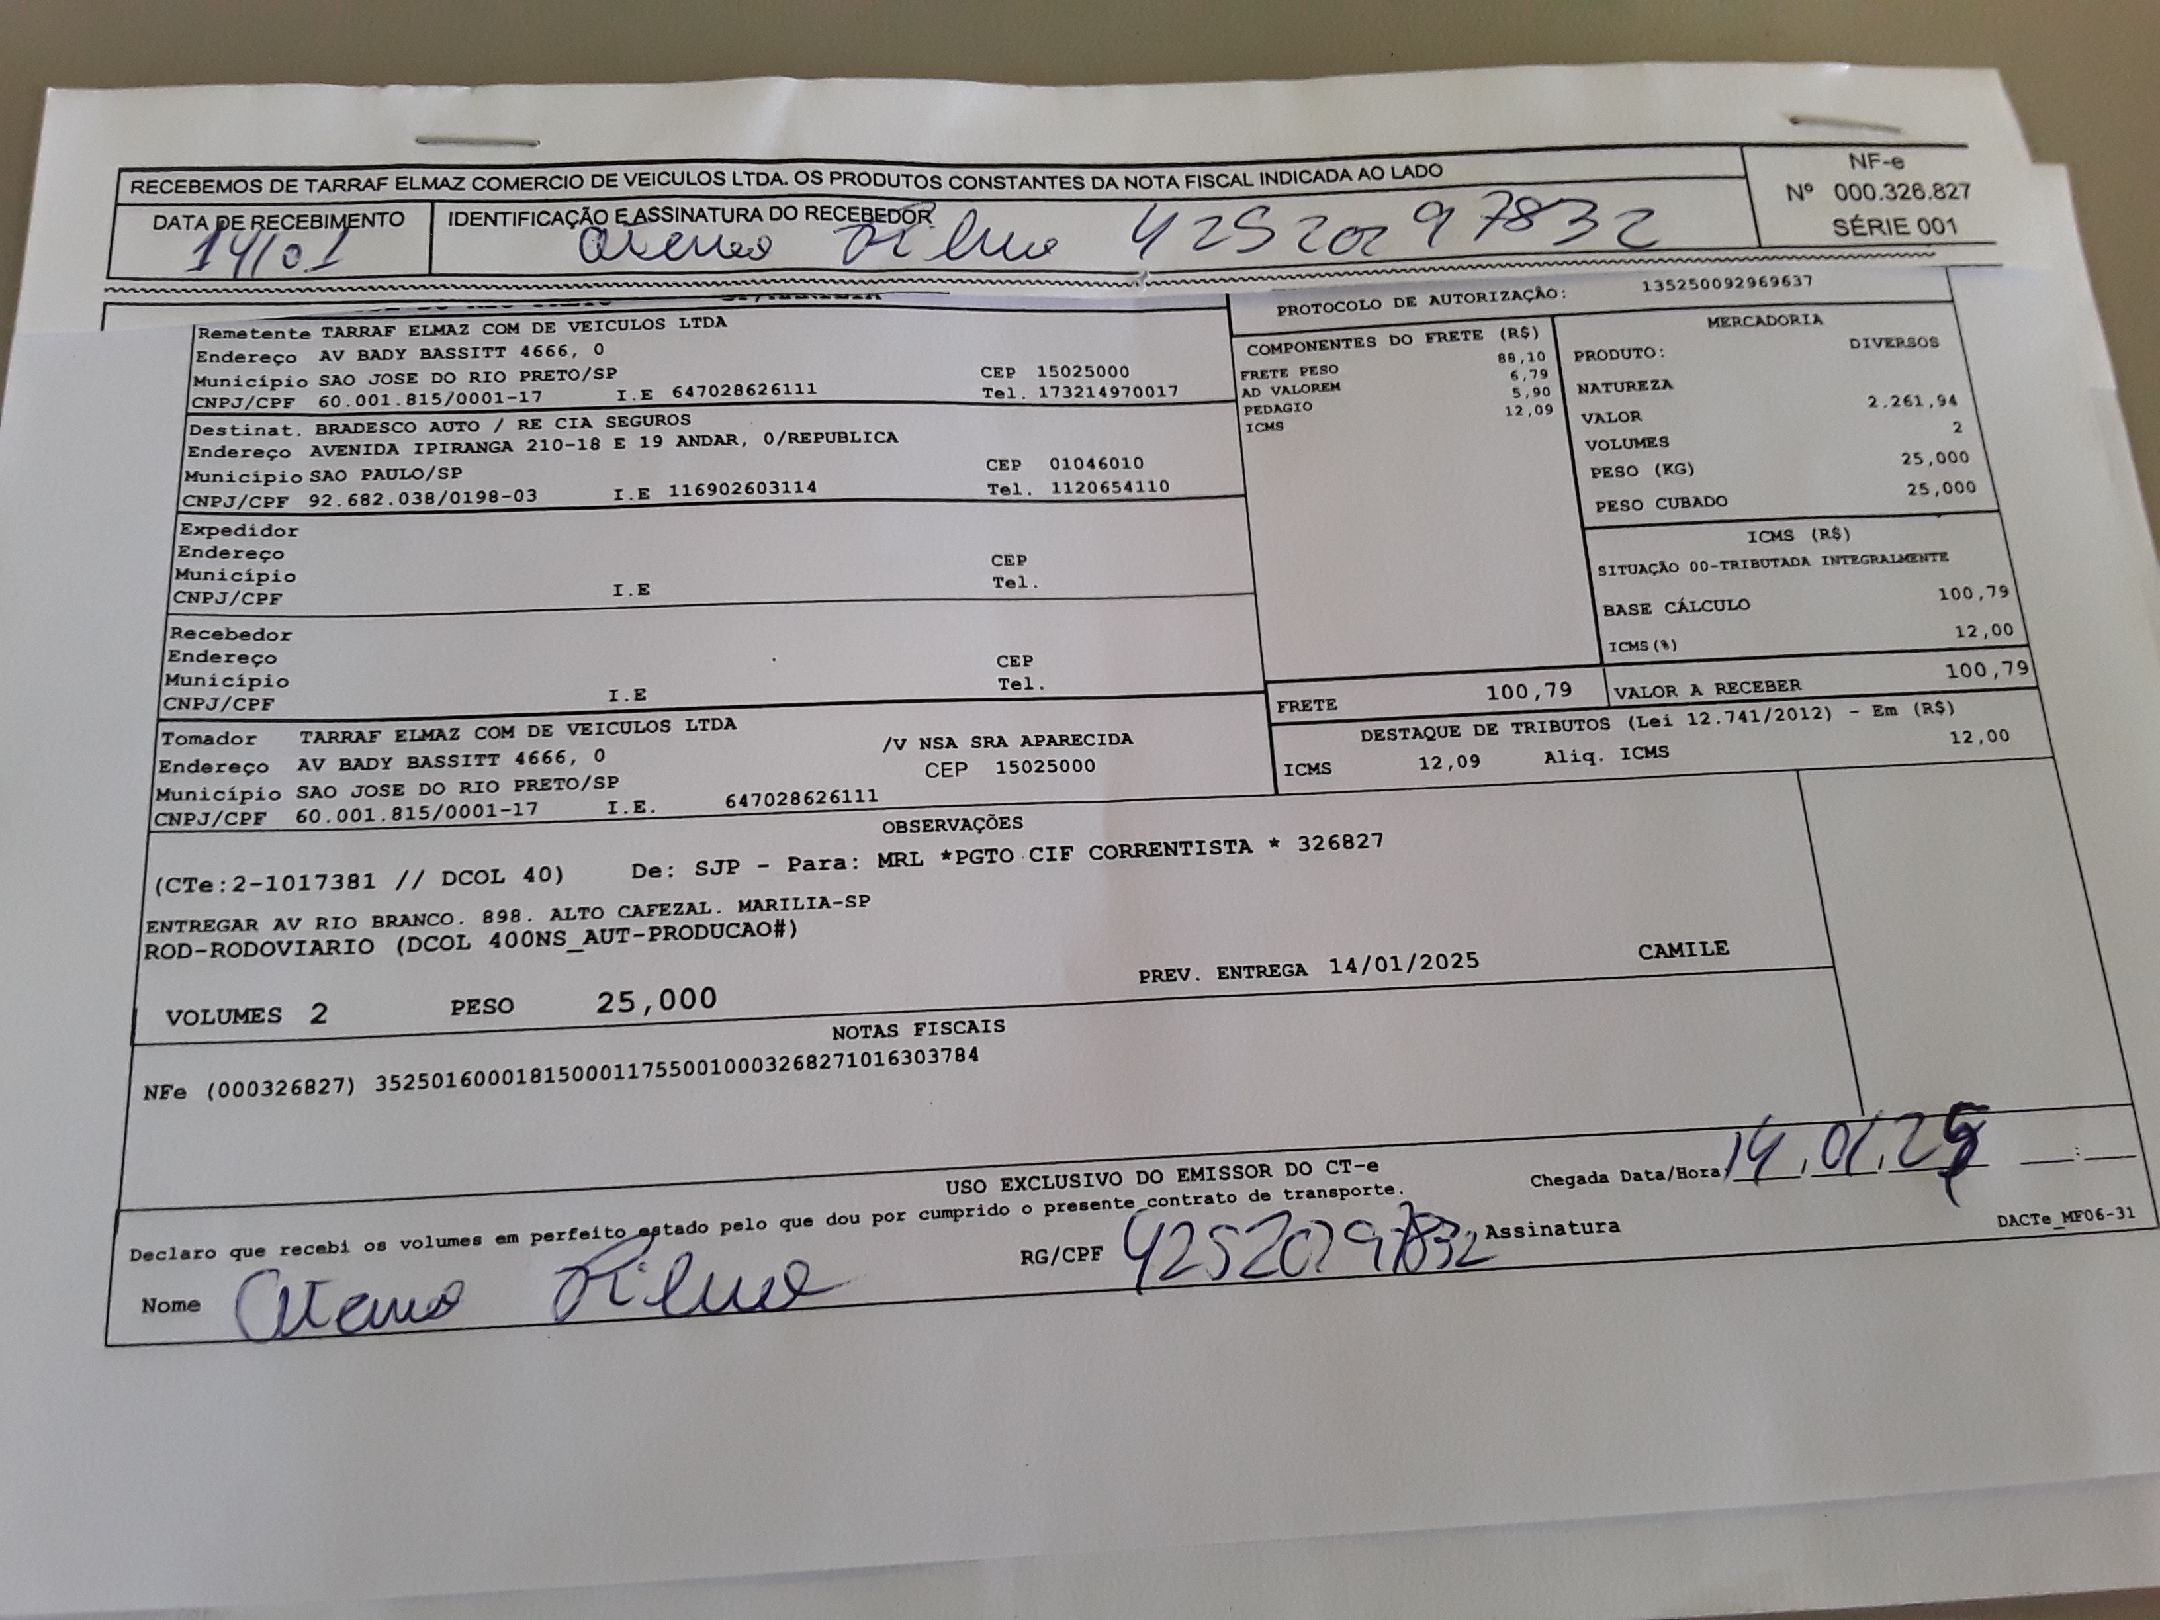 RECEBEMOS DE TARRAF ELMAZ COMERCIO DE VEICULOS LTDA. OS PRODUTOS CONSTANTES DA NOTA FISCAL INDICADA AO LADO
NF-e
Nº 000.326.827
SÉRIE 001
DATA DE RECEBIMENTO
14/01
IDENTIFICAÇÃO E ASSINATURA DO RECEBEDOR
42520297832
PROTOCOLO DE AUTORIZAÇÃO: 135250092969637
Remetente TARRAF ELMAZ COM DE VEICULOS LTDA
Endereço AV BADY BASSITT 4666, 0
Município SAO JOSE DO RIO PRETO/SP CEP 15025000
CNPJ/CPF 60.001.815/0001-17 I.E 647028626111 Tel. 173214970017
Destinat. BRADESCO AUTO / RE CIA SEGUROS
Endereço AVENIDA IPIRANGA 210-18 E 19 ANDAR, 0/REPUBLICA
Município SAO PAULO/SP CEP 01046010
CNPJ/CPF 92.682.038/0198-03 I.E 116902603114 Tel. 1120654110
Expedidor
Endereço
Município CEP
CNPJ/CPF I.E Tel.
Recebedor
Endereço
Município CEP
CNPJ/CPF I.E Tel.
Tomador TARRAF ELMAZ COM DE VEICULOS LTDA
Endereço AV BADY BASSITT 4666, 0 /V NSA SRA APARECIDA
Município SAO JOSE DO RIO PRETO/SP CEP 15025000
CNPJ/CPF 60.001.815/0001-17 I.E. 647028626111
COMPONENTES DO FRETE (R$)
FRETE PESO 88,10
AD VALOREM 6,79
PEDAGIO 5,90
ICMS 12,09
MERCADORIA
PRODUTO: DIVERSOS
NATUREZA
VALOR 2.261,94
VOLUMES 2
PESO (KG) 25,000
PESO CUBADO 25,000
ICMS (R$)
SITUAÇÃO 00-TRIBUTADA INTEGRALMENTE
BASE CÁLCULO 100,79
ICMS(%) 12,00
FRETE 100,79 VALOR A RECEBER 100,79
DESTAQUE DE TRIBUTOS (Lei 12.741/2012) - Em (R$)
ICMS 12,09 Aliq. ICMS 12,00
OBSERVAÇÕES
(CTe:2-1017381 // DCOL 40) De: SJP - Para: MRL *PGTO CIF CORRENTISTA * 326827
ENTREGAR AV RIO BRANCO. 898. ALTO CAFEZAL. MARILIA-SP
ROD-RODOVIARIO (DCOL 400NS_AUT-PRODUCAO#)
PREV. ENTREGA 14/01/2025 CAMILE
VOLUMES 2 PESO 25,000
NOTAS FISCAIS
NFe (000326827) 35250160001815000117550010003268271016303784
USO EXCLUSIVO DO EMISSOR DO CT-e
Declaro que recebi os volumes em perfeito estado pelo que dou por cumprido o presente contrato de transporte.
Chegada Data/Hora 14.01.25
Nome
RG/CPF 42520297832 Assinatura
DACTe_MF06-31